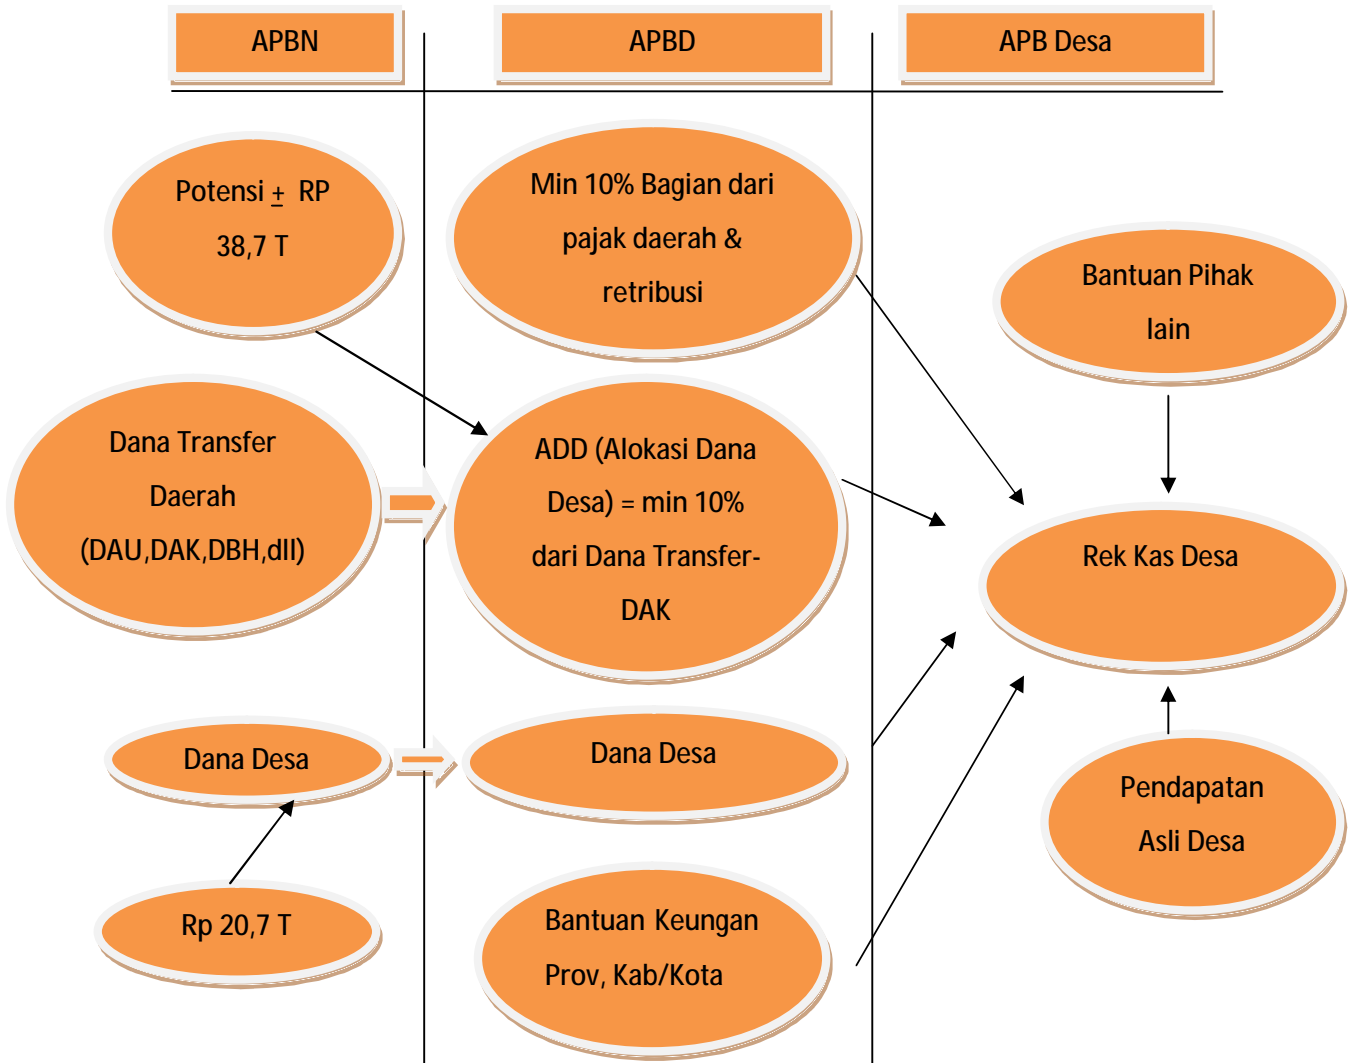 APBN
APBD
APB Desa
Potensi ± RP
38,7 T
Min 10% Bagian dari
pajak daerah &
retribusi
Bantuan Pihak
lain
Dana Transfer
Daerah
(DAU,DAK,DBH,dll)
ADD (Alokasi Dana
Desa) = min 10%
dari Dana Transfer-
DAK
Rek Kas Desa
Dana Desa
Dana Desa
Pendapatan
Asli Desa
Rp 20,7 T
Bantuan Keungan
Prov, Kab/Kota